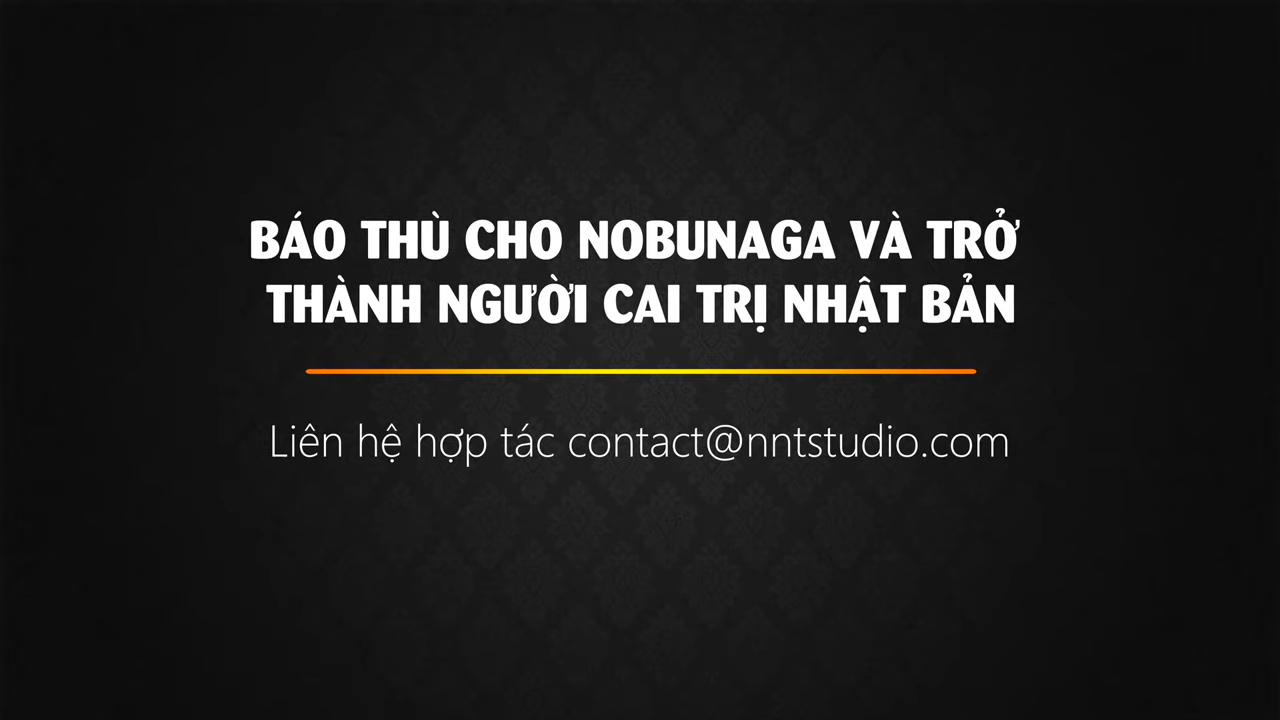 BÁO THÙ CHO NOBUNAGA VÀ TRỞ
THÀNH NGƯỜI CAI TRỊ NHẬT BẢN
Liên hệ hợp tác contact@nntstudio.com